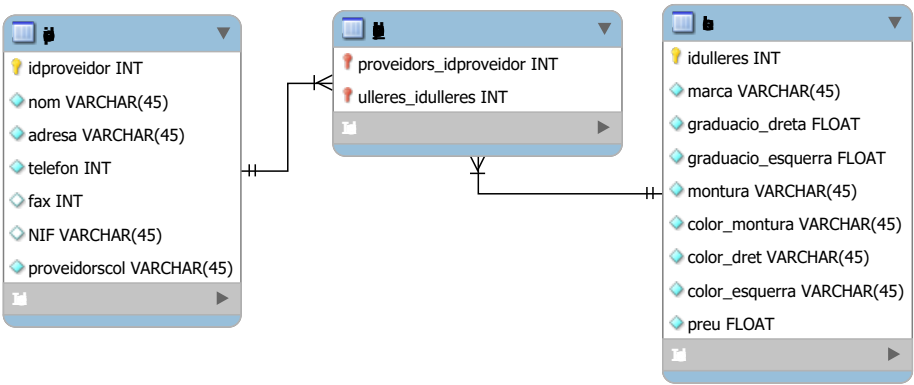 idproveidor INT
nom VARCHAR(45)
adresa VARCHAR(45)
telefon INT
fax INT
NIF VARCHAR(45)
proveidorscol VARCHAR(45)
proveidors_idproveidor INT
ulleres_idulleres INT
idulleres INT
marca VARCHAR(45)
graduacio_dreta FLOAT
graduacio_esquerra FLOAT
montura VARCHAR(45)
color_montura VARCHAR(45)
color_dret VARCHAR(45)
color_esquerra VARCHAR(45)
preu FLOAT